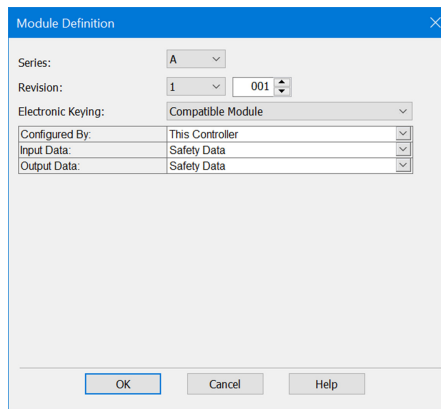 Module Definition
Series: A
Revision: 1 001
Electronic Keying: Compatible Module
Configured By: This Controller
Input Data: Safety Data
Output Data: Safety Data
OK Cancel Help